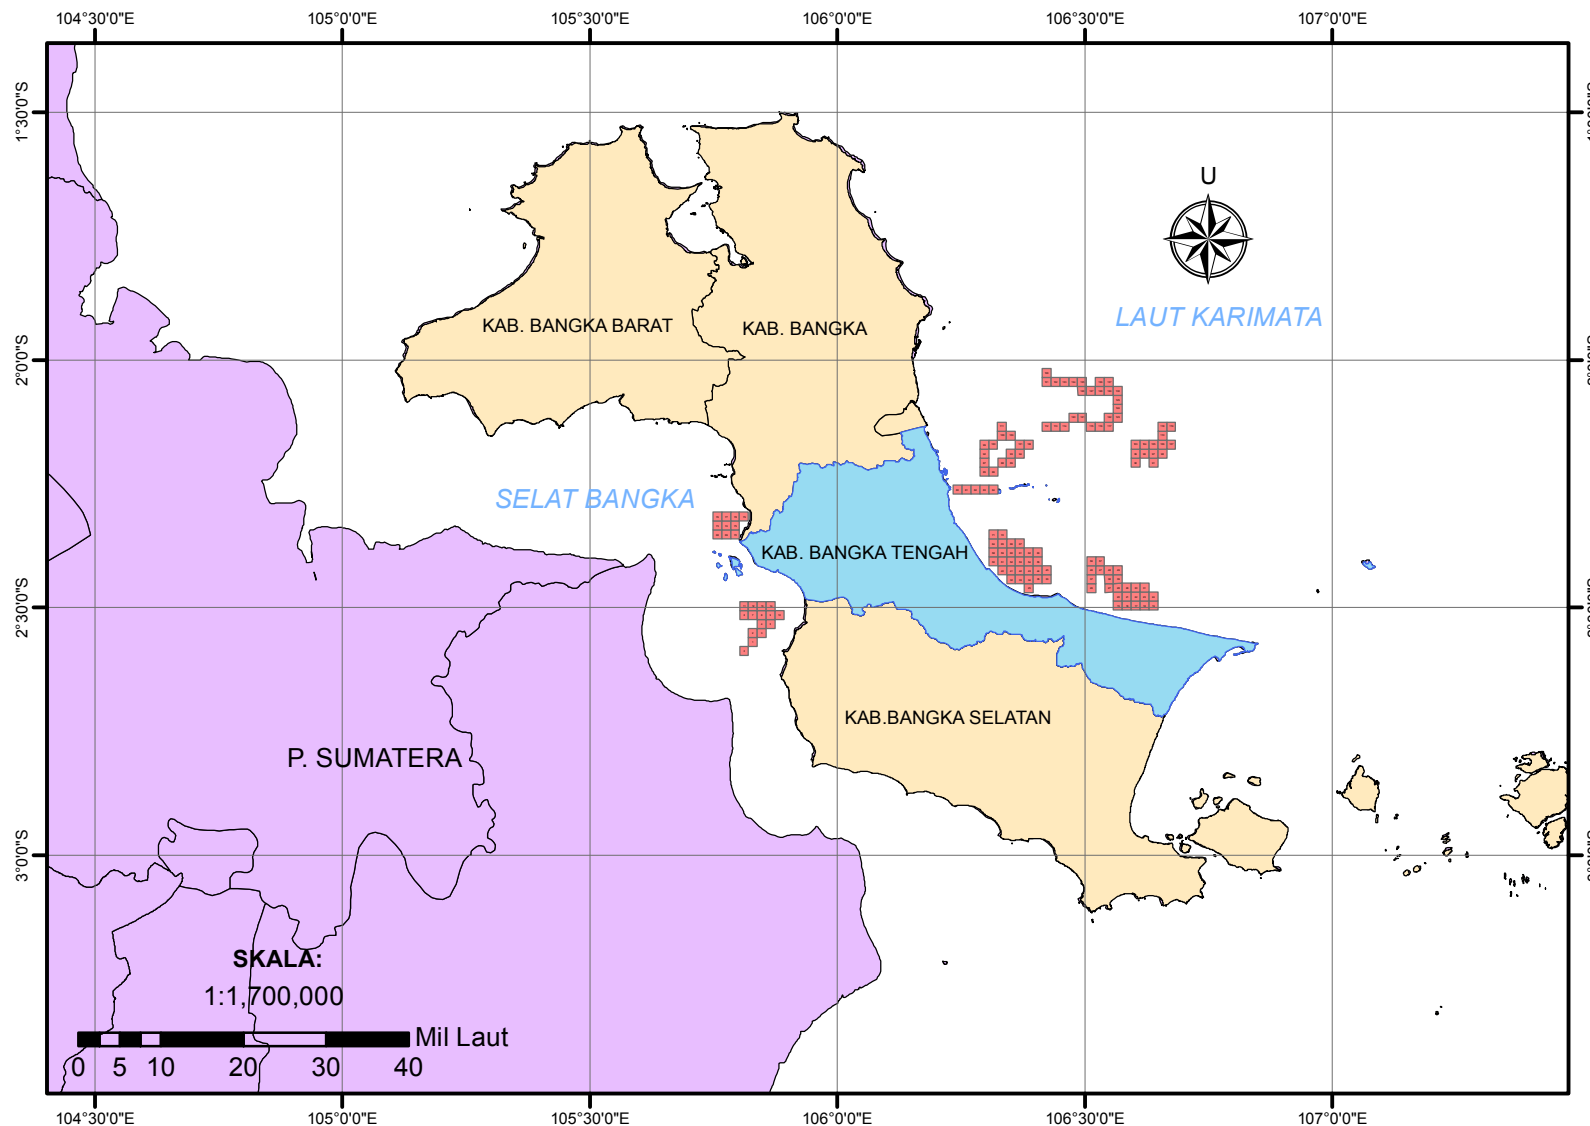 104°30'0"E 105°0'0"E 105°30'0"E 106°0'0"E 106°30'0"E 107°0'0"E
1°30'0"S
U
LAUT KARIMATA
KAB. BANGKA BARAT
KAB. BANGKA
2°0'0"S
SELAT BANGKA
KAB. BANGKA TENGAH
2°30'0"S
KAB.BANGKA SELATAN
P. SUMATERA
3°0'0"S
SKALA:
1:1,700,000
Mil Laut
0 5 10 20 30 40
104°30'0"E 105°0'0"E 105°30'0"E 106°0'0"E 106°30'0"E 107°0'0"E